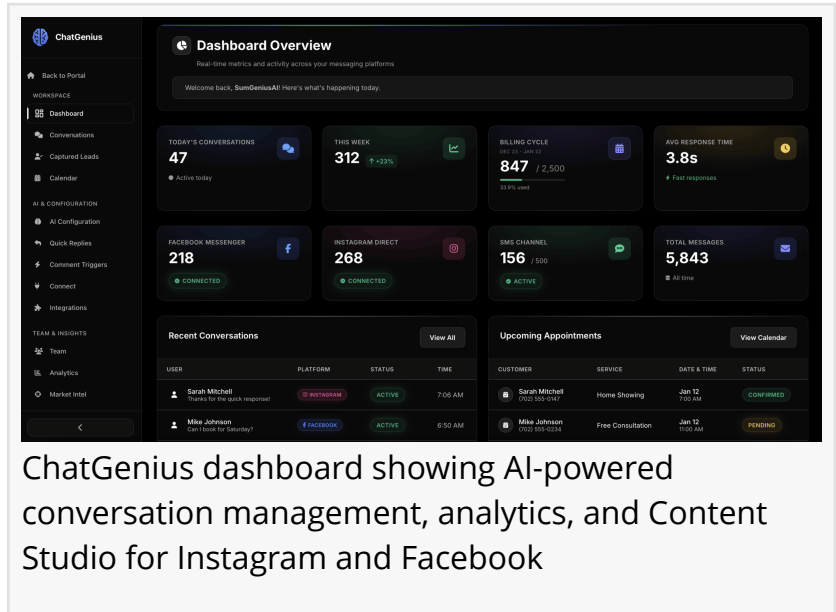 ChatGenius
Back to Portal
WORKSPACE
Dashboard
Conversations
Captured Leads
Calendar
AI & CONFIGURATION
AI Configuration
Quick Replies
Comment Triggers
Connect
Integrations
TEAM & INSIGHTS
Team
Analytics
Market Intel
Dashboard Overview
Real-time metrics and activity across your messaging platforms
Welcome back, SumGeniusAI! Here's what's happening today.
TODAY'S CONVERSATIONS
47
Active today
THIS WEEK
312 ↑ +23%
BILLING CYCLE
DEC 23 - JAN 22
847 / 2,500
33.9% used
AVG RESPONSE TIME
3.8s
Fast responses
FACEBOOK MESSENGER
218
CONNECTED
INSTAGRAM DIRECT
268
CONNECTED
SMS CHANNEL
156 / 500
ACTIVE
TOTAL MESSAGES
5,843
All time
Recent Conversations View All
USER PLATFORM STATUS TIME
Sarah Mitchell
Thanks for the quick response! INSTAGRAM ACTIVE 7:06 AM
Mike Johnson
Can I book for Saturday? FACEBOOK ACTIVE 6:50 AM
Upcoming Appointments View Calendar
CUSTOMER SERVICE DATE & TIME STATUS
Sarah Mitchell Jan 12
(702) 555-0147 Home Showing 7:00 AM CONFIRMED
Mike Johnson Jan 12
(702) 555-0234 Free Consultation 11:00 AM PENDING
ChatGenius dashboard showing AI-powered
conversation management, analytics, and Content
Studio for Instagram and Facebook